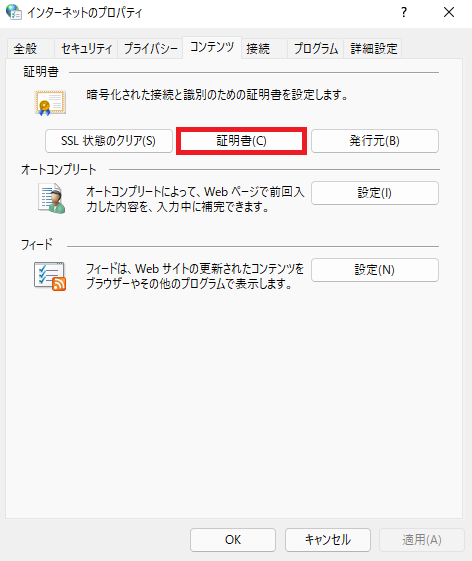 インターネットのプロパティ
?
全般 セキュリティ プライバシー コンテンツ 接続 プログラム 詳細設定
証明書
暗号化された接続と識別のための証明書を設定します。
SSL 状態のクリア(S) 証明書(C) 発行元(B)
オートコンプリート
オートコンプリートによって、Web ページで前回入
力した内容を、入力中に補完できます。
設定(I)
フィード
フィードは、Web サイトの更新されたコンテンツを
ブラウザーやその他のプログラムで表示します。
設定(N)
OK キャンセル 適用(A)